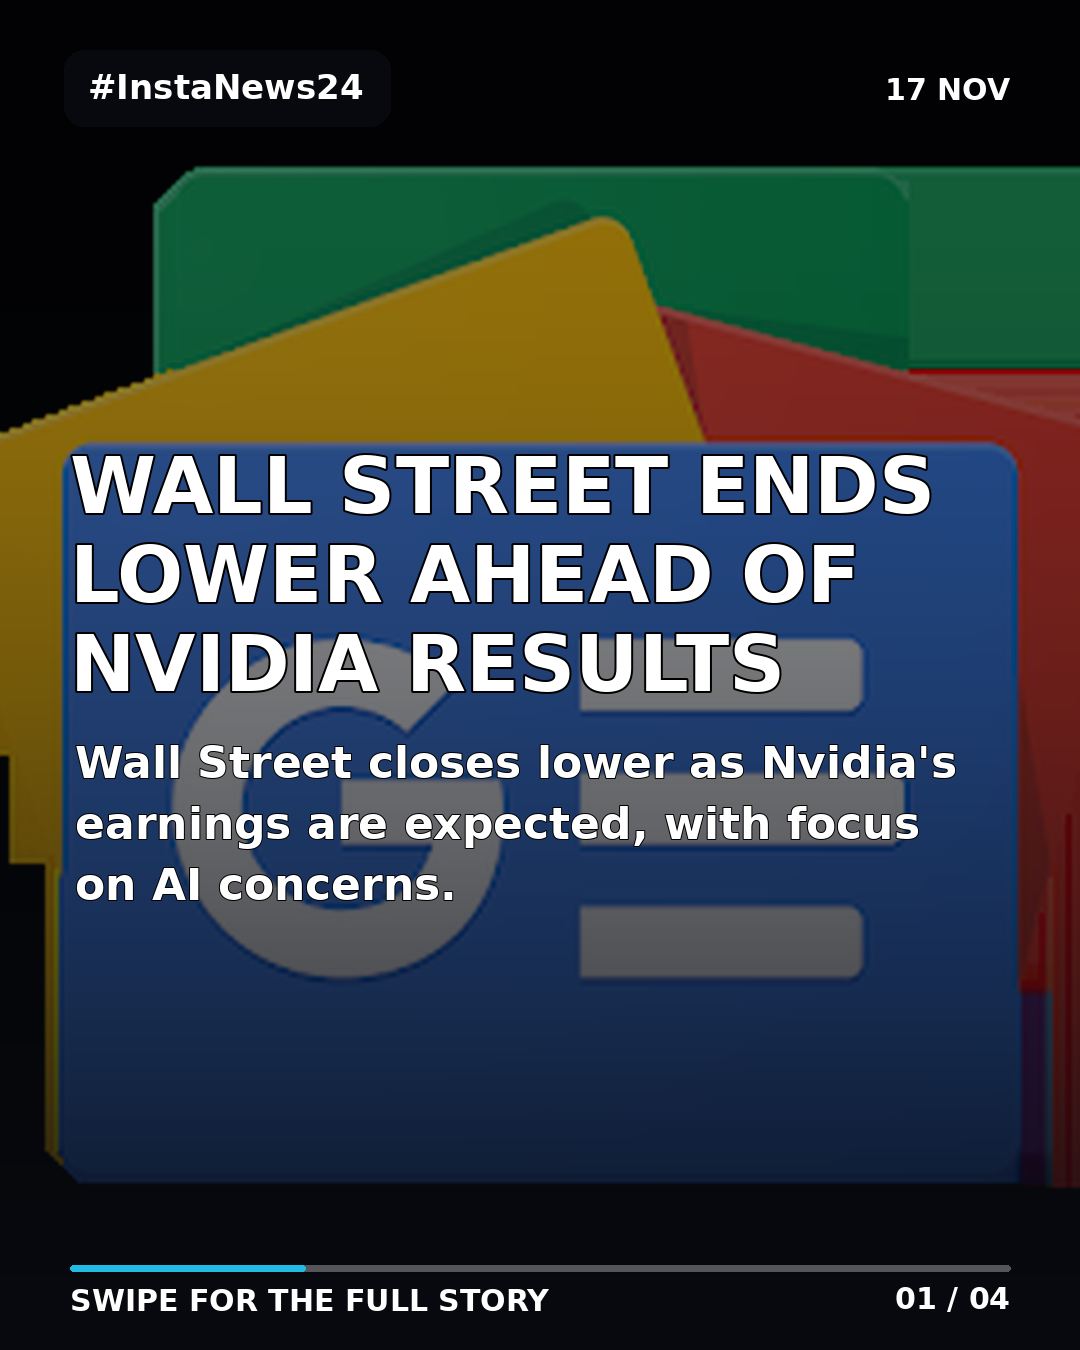 #InstaNews24
17 NOV
WALL STREET ENDS
LOWER AHEAD OF
NVIDIA RESULTS
Wall Street closes lower as Nvidia's
earnings are expected, with focus
on AI concerns.
G
SWIPE FOR THE FULL STORY
01 / 04